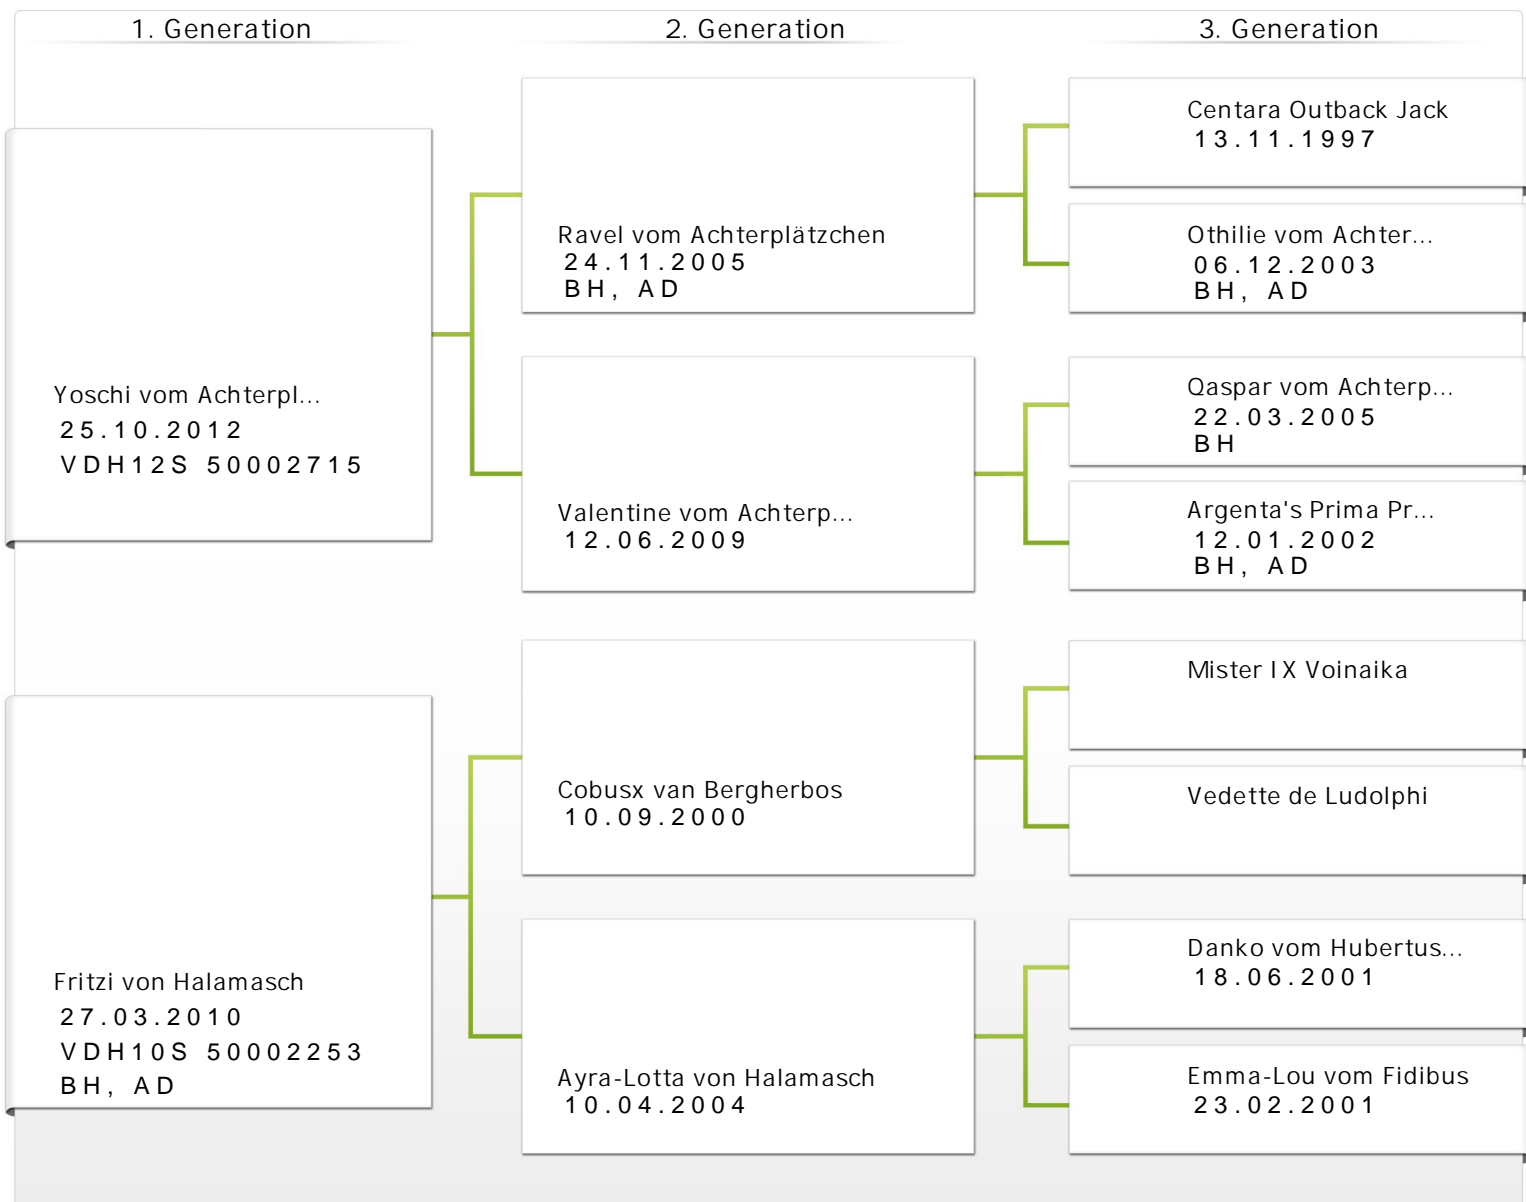 1. Generation
2. Generation
3. Generation
Yoschi vom Achterpl...
25.10.2012
VDH12S 50002715
Fritzi von Halamasch
27.03.2010
VDH10S 50002253
BH, AD
Ravel vom Achterplätzchen
24.11.2005
BH, AD
Valentine vom Achterp...
12.06.2009
Cobusx van Bergherbos
10.09.2000
Ayra-Lotta von Halamasch
10.04.2004
Centara Outback Jack
13.11.1997
Othilie vom Achter...
06.12.2003
BH, AD
Qaspar vom Achterp...
22.03.2005
BH
Argenta's Prima Pr...
12.01.2002
BH, AD
Mister IX Voinaika
Vedette de Ludolphi
Danko vom Hubertus...
18.06.2001
Emma-Lou vom Fidibus
23.02.2001